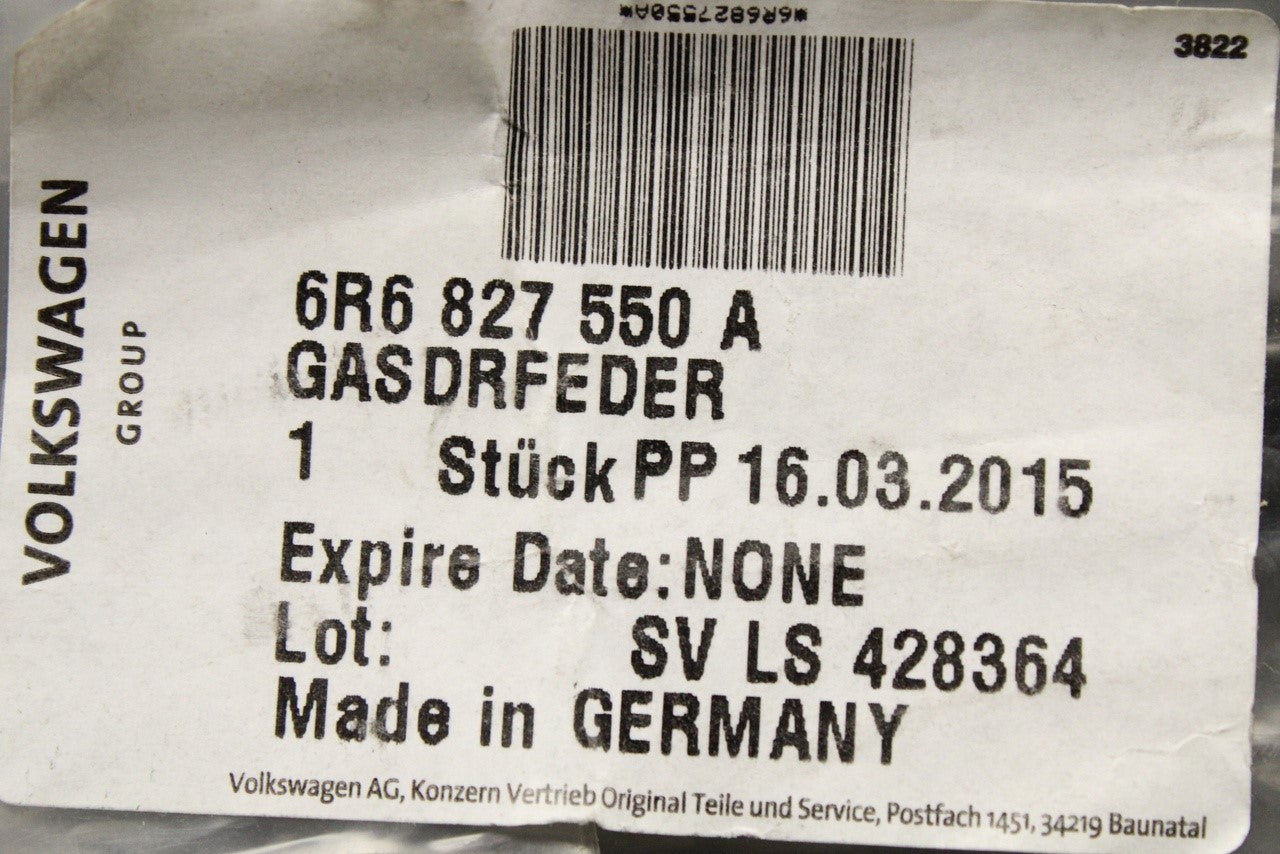 *6R6827550A*
3822
VOLKSWAGEN
GROUP
6R6 827 550 A
GASDRFEDER
1 Stück PP 16.03.2015
Expire Date: NONE
Lot: SV LS 428364
Made in GERMANY
Volkswagen AG, Konzern Vertrieb Original Teile und Service, Postfach 1451, 34219 Baunatal